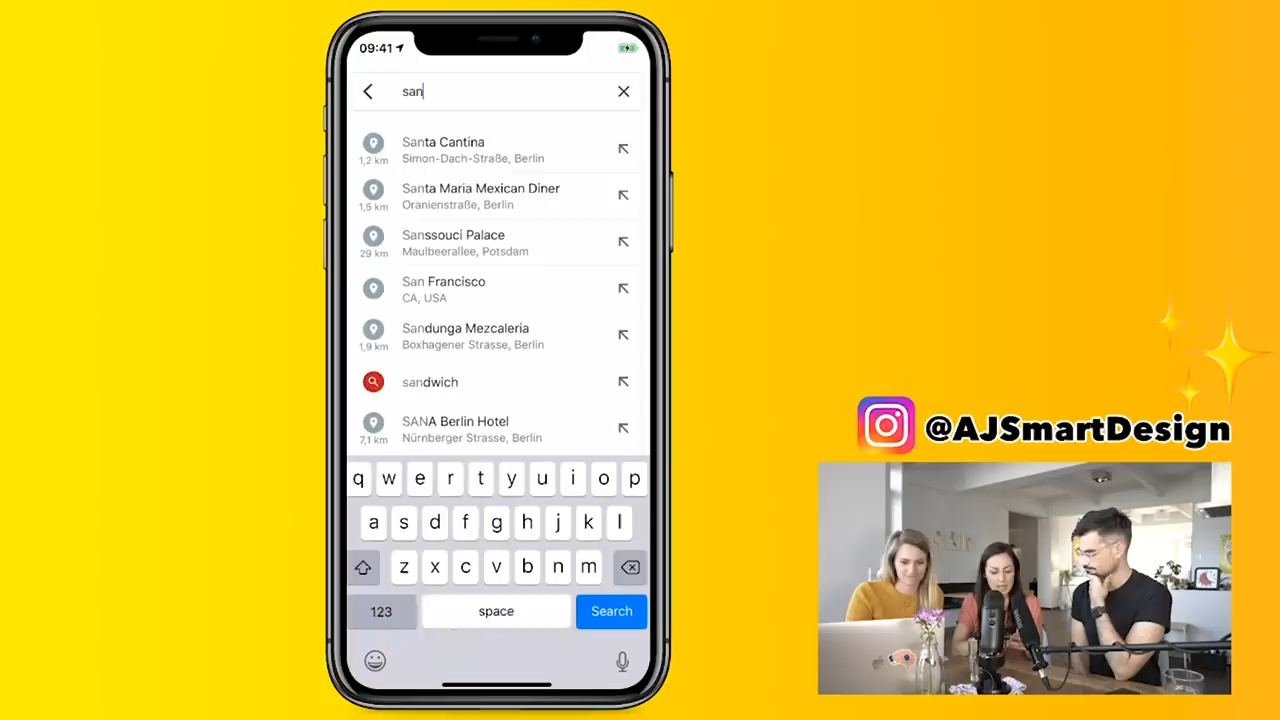 09:41
san
Santa Cantina
1,2 km
Simon-Dach-Straße, Berlin
Santa Maria Mexican Diner
1,5 km
Oranienstraße, Berlin
Sanssouci Palace
29 km
Maulbeerallee, Potsdam
San Francisco
CA, USA
Sandunga Mezcaleria
1,9 km
Boxhagener Strasse, Berlin
sandwich
SANA Berlin Hotel
7,1 km
Nürnberger Strasse, Berlin
q w e r t y u i o p
a s d f g h j k l
z x c v b n m
123 space Search
@AJSmartDesign